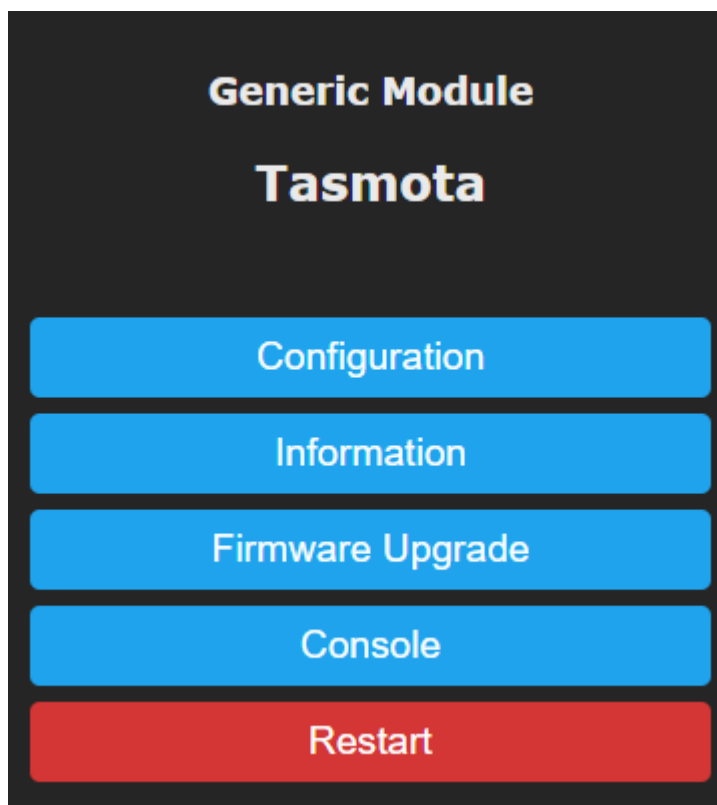 Generic Module
Tasmota
Configuration
Information
Firmware Upgrade
Console
Restart